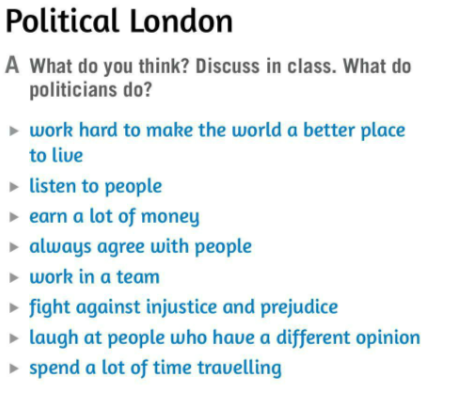 Political London
A What do you think? Discuss in class. What do
politicians do?
► work hard to make the world a better place
to live
► listen to people
► earn a lot of money
► always agree with people
► work in a team
► fight against injustice and prejudice
► laugh at people who have a different opinion
► spend a lot of time travelling